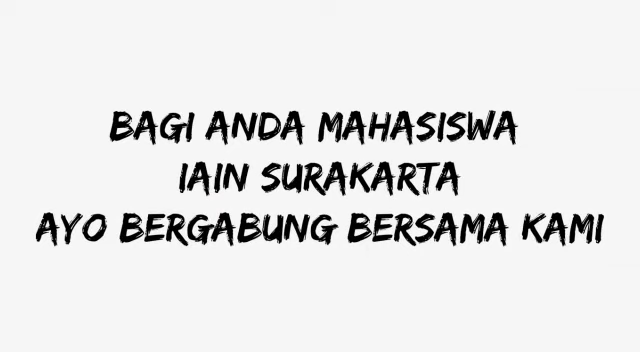 BAGI ANDA MAHASISWA
IAIN SURAKARTA
AYO BERGABUNG BERSAMA KAMI